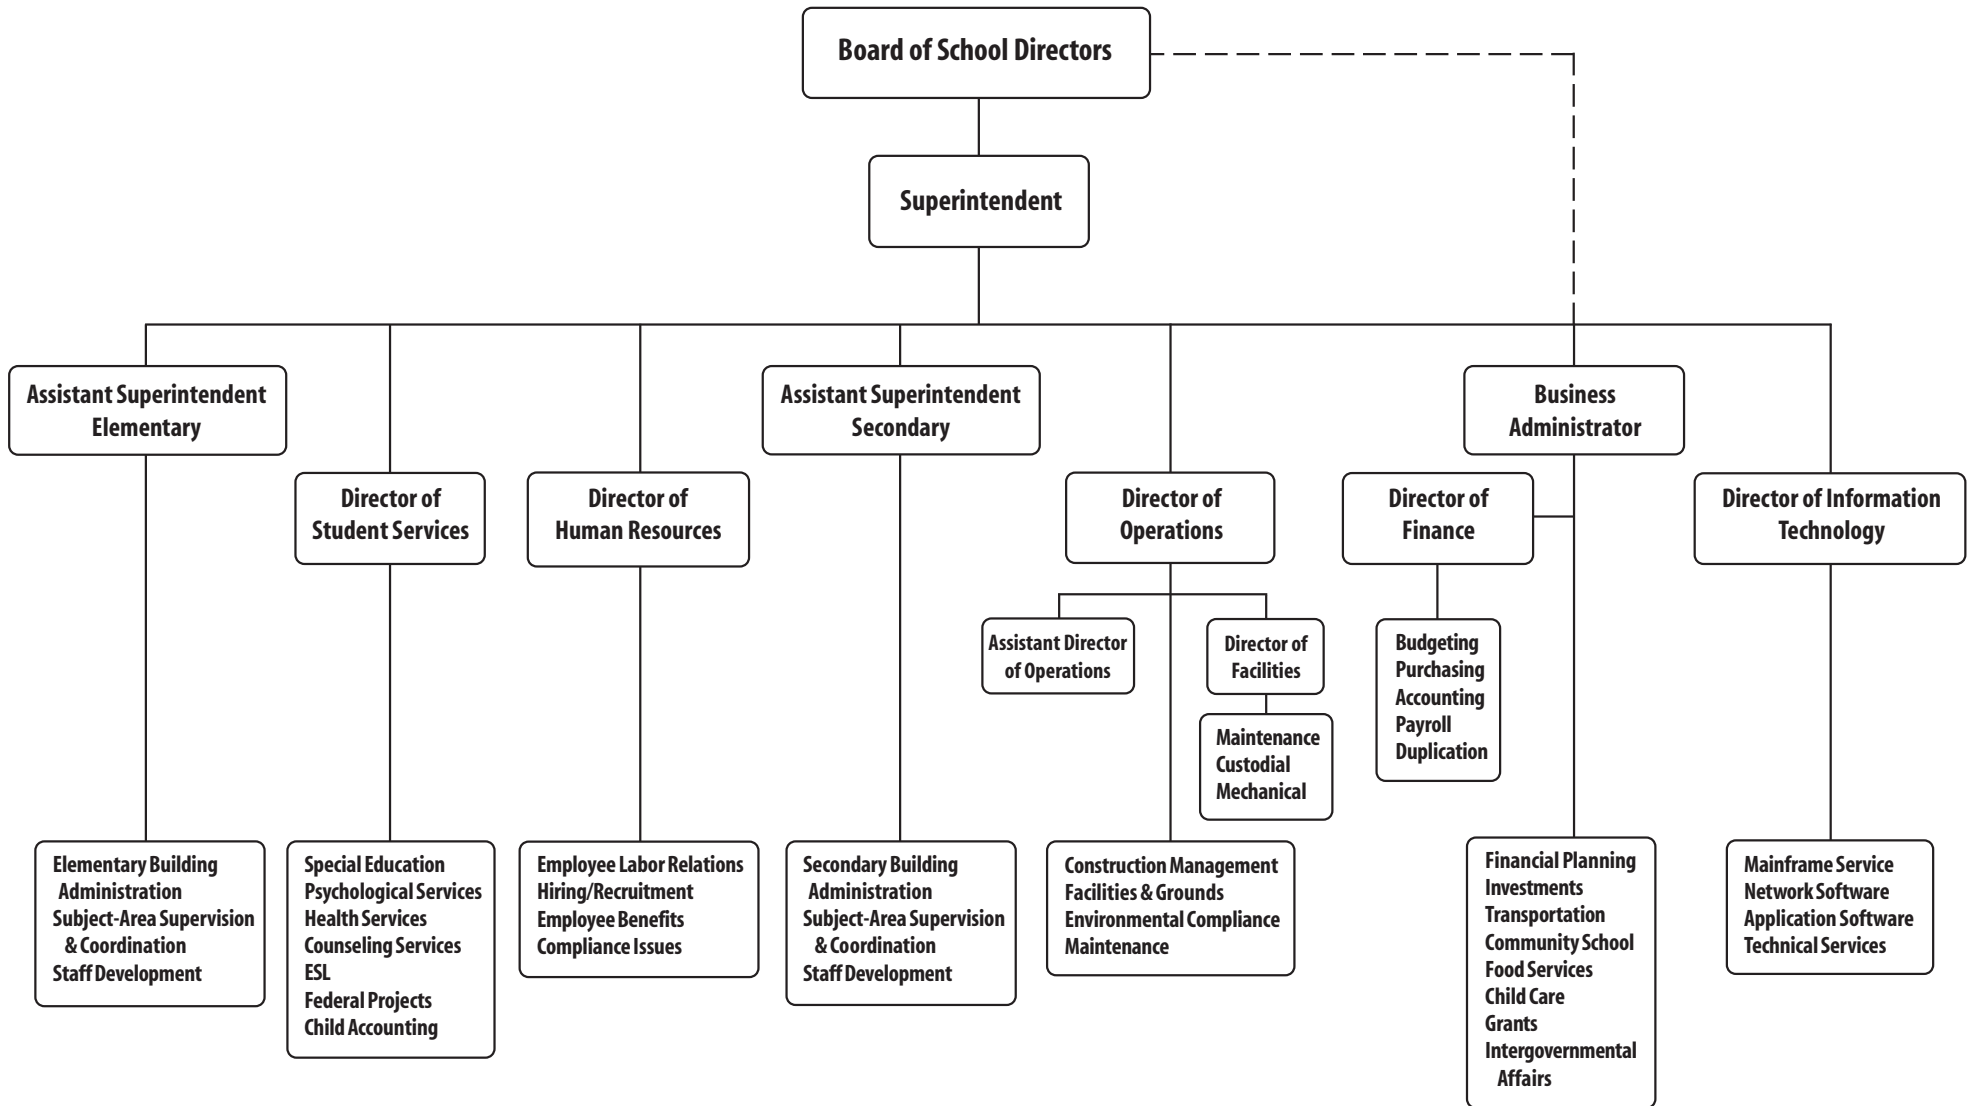 Board of School Directors
Superintendent
Assistant Superintendent
Elementary
Assistant Superintendent
Secondary
Business
Administrator
Director of
Student Services
Director of
Human Resources
Director of
Operations
Director of
Finance
Director of Information
Technology
Assistant Director
of Operations
Director of
Facilities
Maintenance
Custodial
Mechanical
Budgeting
Purchasing
Accounting
Payroll
Duplication
Elementary Building
Administration
Subject-Area Supervision
& Coordination
Staff Development
Special Education
Psychological Services
Health Services
Counseling Services
ESL
Federal Projects
Child Accounting
Employee Labor Relations
Hiring/Recruitment
Employee Benefits
Compliance Issues
Secondary Building
Administration
Subject-Area Supervision
& Coordination
Staff Development
Construction Management
Facilities & Grounds
Environmental Compliance
Maintenance
Financial Planning
Investments
Transportation
Community School
Food Services
Child Care
Grants
Intergovernmental
Affairs
Mainframe Service
Network Software
Application Software
Technical Services